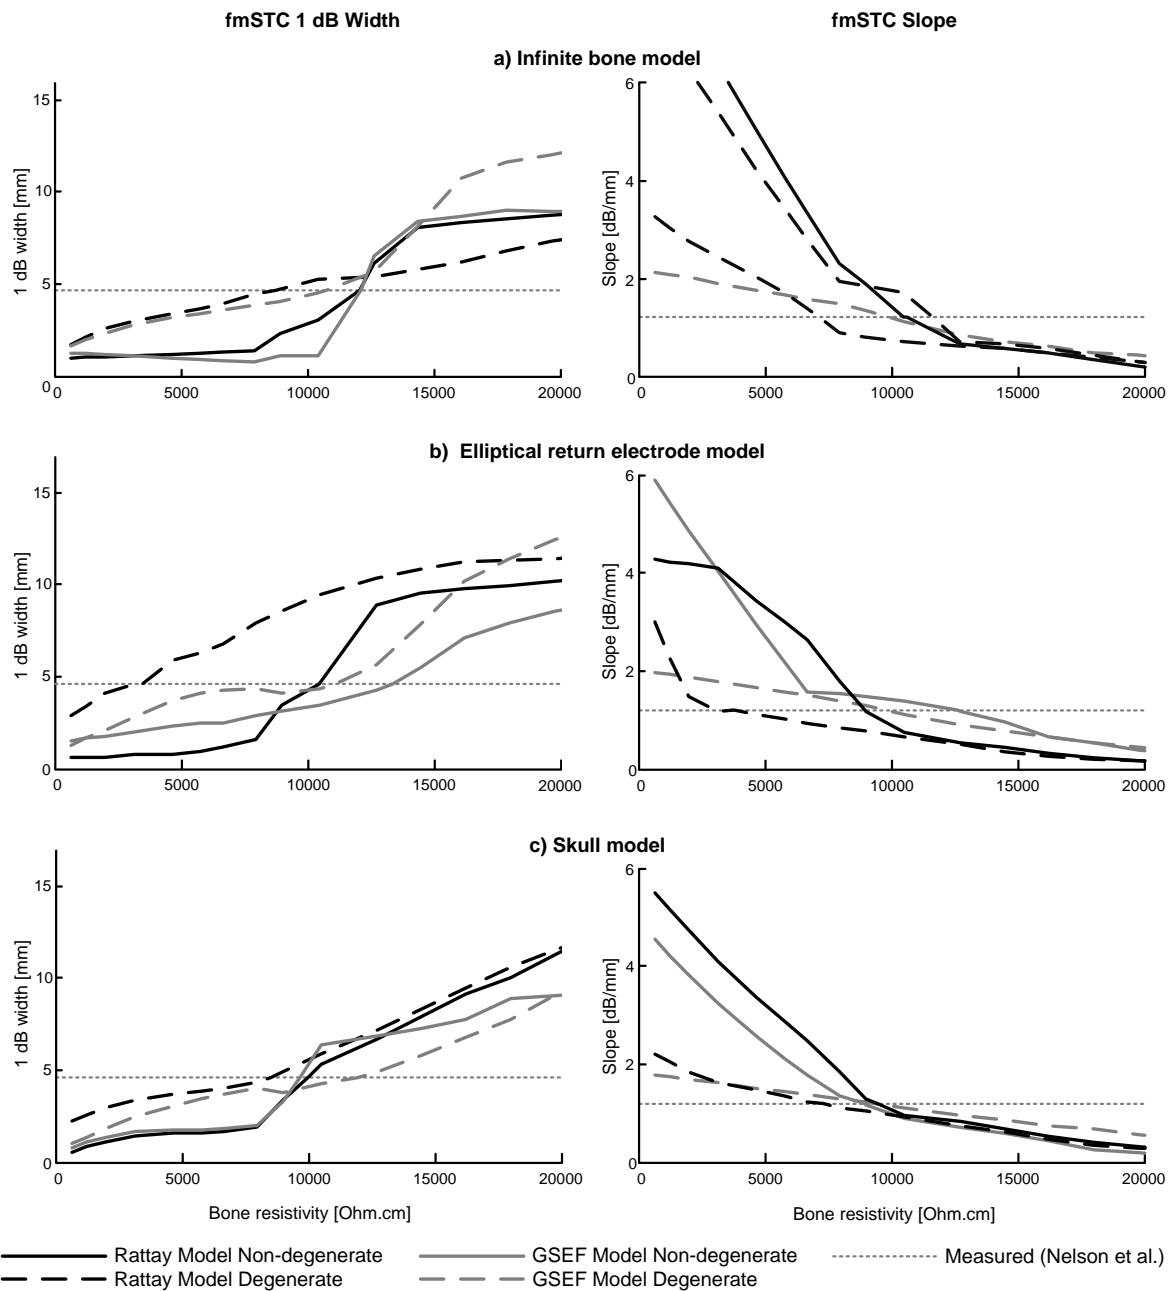 fmSTC 1 dB Width
fmSTC Slope
a) Infinite bone model
15
10
5
0
1 dB width [mm]
0 5000 10000 15000 20000
6
4
2
0
Slope [dB/mm]
0 5000 10000 15000 20000
b) Elliptical return electrode model
15
10
5
0
1 dB width [mm]
0 5000 10000 15000 20000
6
4
2
0
Slope [dB/mm]
0 5000 10000 15000 20000
c) Skull model
15
10
5
0
1 dB width [mm]
0 5000 10000 15000 20000
Bone resistivity [Ohm.cm]
6
4
2
0
Slope [dB/mm]
0 5000 10000 15000 20000
Bone resistivity [Ohm.cm]
Rattay Model Non-degenerate
GSEF Model Non-degenerate
Measured (Nelson et al.)
Rattay Model Degenerate
GSEF Model Degenerate